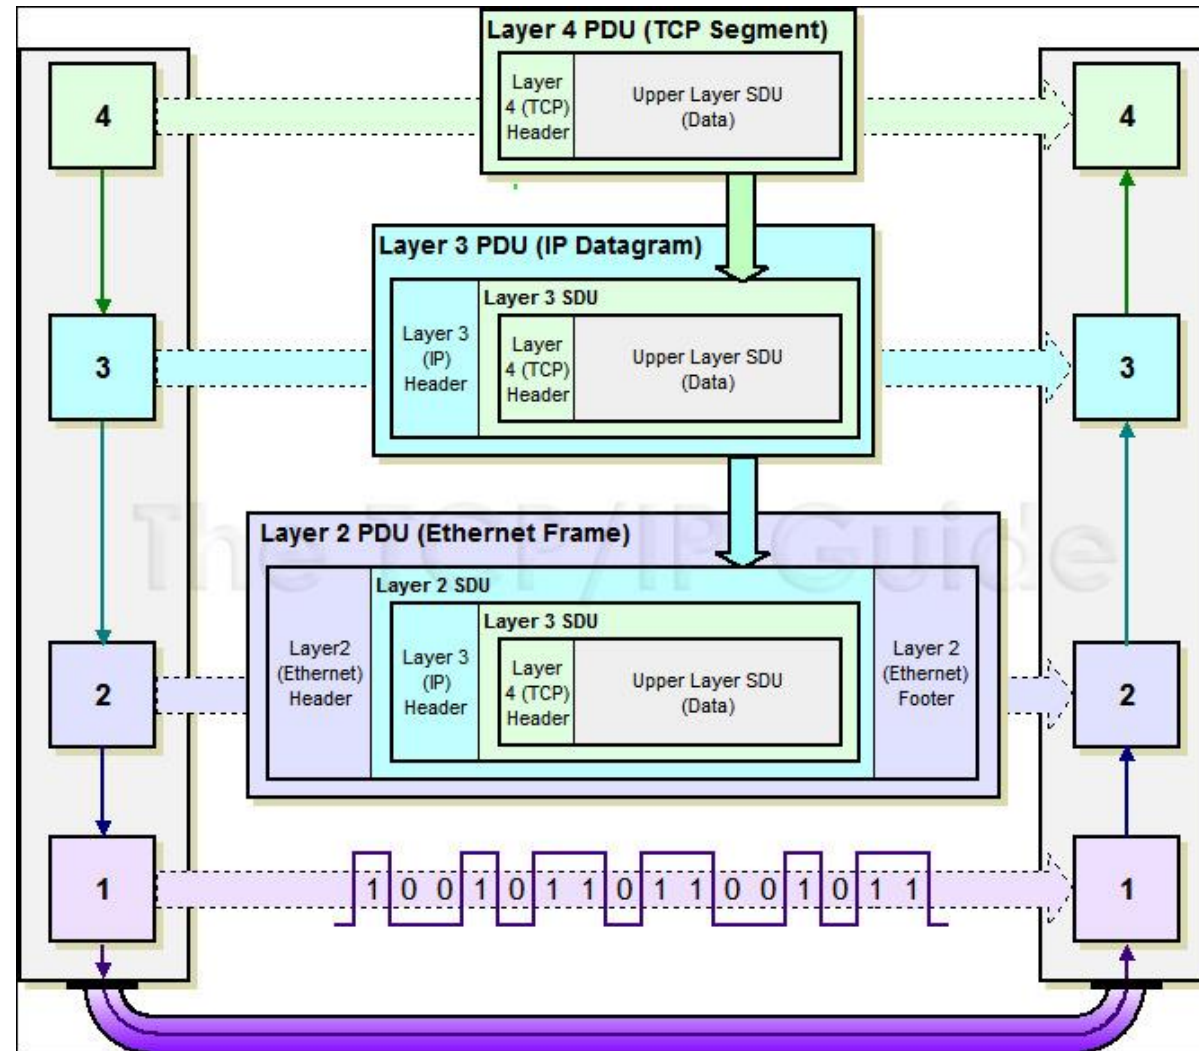 Layer 4 PDU (TCP Segment)
4
Layer
4 (TCP)
Header
Upper Layer SDU
(Data)
4
Layer 3 PDU (IP Datagram)
3
Layer 3
(IP)
Header
Layer 3 SDU
Layer
4 (TCP)
Header
Upper Layer SDU
(Data)
3
The TCP/IP Guide
Layer 2 PDU (Ethernet Frame)
2
Layer2
(Ethernet)
Header
Layer 2 SDU
Layer 3
(IP)
Header
Layer 3 SDU
Layer
4 (TCP)
Header
Upper Layer SDU
(Data)
Layer 2
(Ethernet)
Footer
2
1
1 0 0 1 0 1 1 0 1 1 0 0 1 0 1 1
1